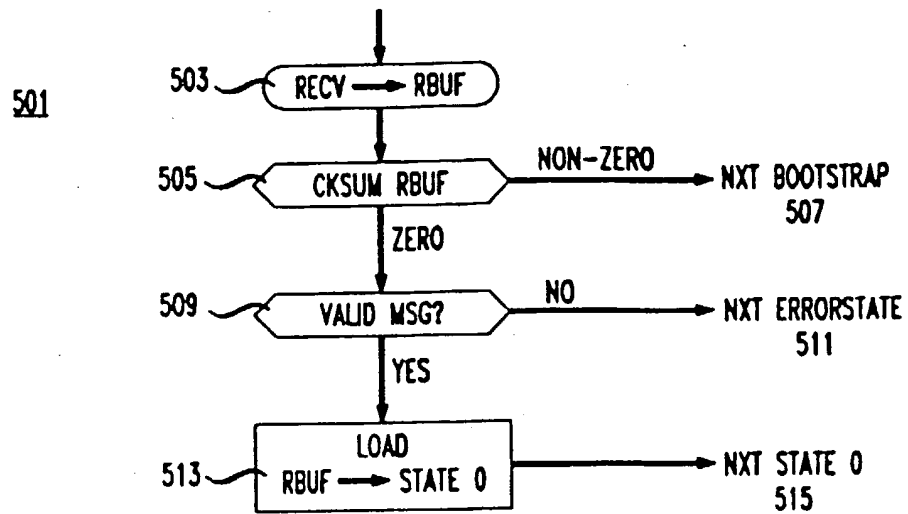 501
503
RECV → RBUF
505
CKSUM RBUF
NON-ZERO
NXT BOOTSTRAP
507
ZERO
509
VALID MSG?
NO
NXT ERRORSTATE
511
YES
513
LOAD
RBUF → STATE 0
NXT STATE 0
515